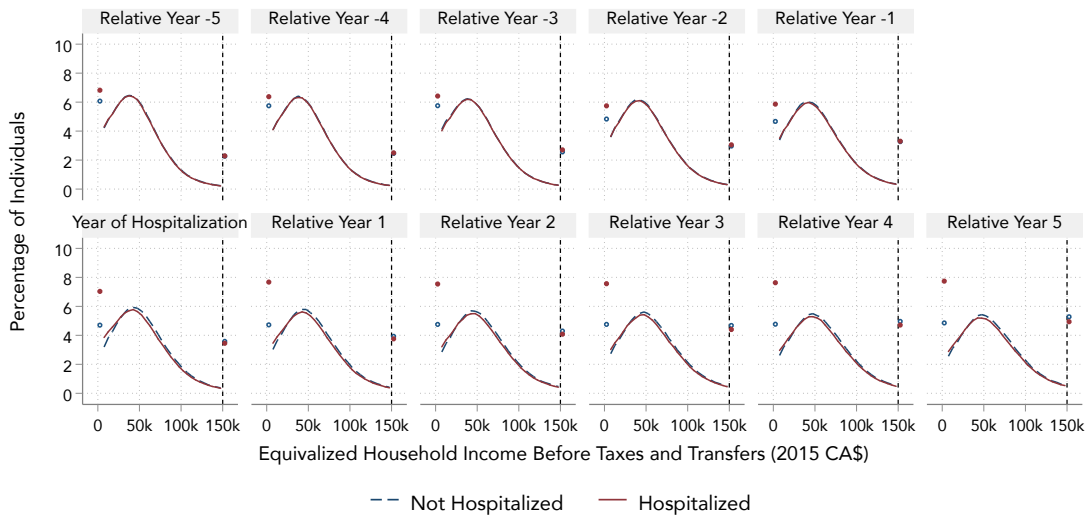 Relative Year -5 Relative Year -4 Relative Year -3 Relative Year -2 Relative Year -1
10
8
6
4
2
0
Percentage of Individuals
Year of Hospitalization Relative Year 1 Relative Year 2 Relative Year 3 Relative Year 4 Relative Year 5
10
8
6
4
2
0
0 50k 100k 150k 0 50k 100k 150k 0 50k 100k 150k 0 50k 100k 150k 0 50k 100k 150k 0 50k 100k 150k
Equivalized Household Income Before Taxes and Transfers (2015 CA$)
Not Hospitalized Hospitalized